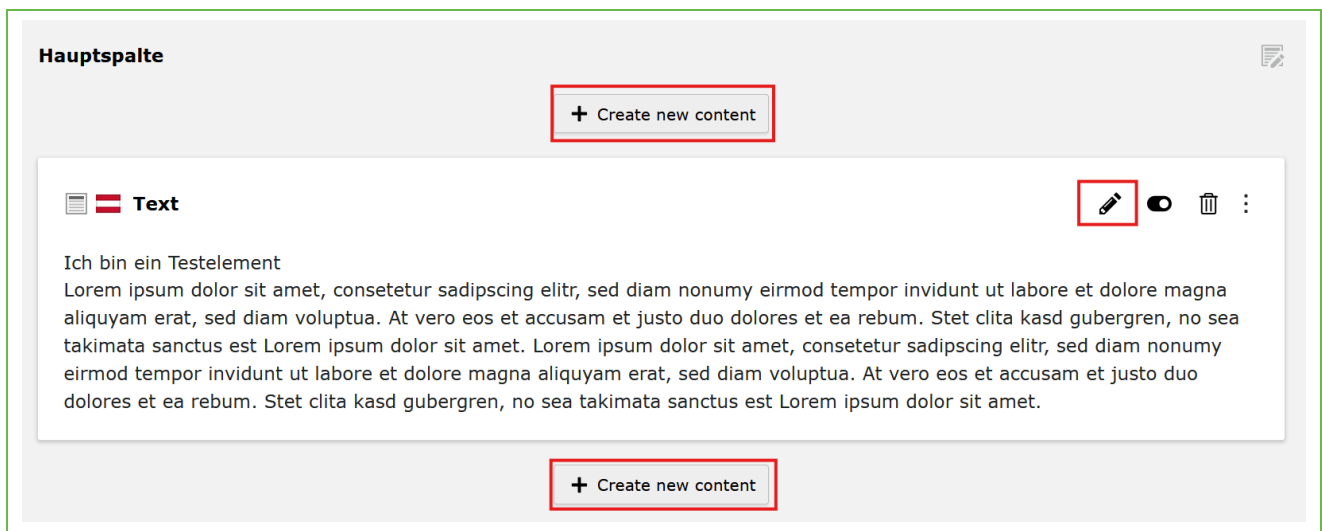 Hauptspalte
+ Create new content
Text
Ich bin ein Testelement
Lorem ipsum dolor sit amet, consetetur sadipscing elitr, sed diam nonumy eirmod tempor invidunt ut labore et dolore magna
aliquyam erat, sed diam voluptua. At vero eos et accusam et justo duo dolores et ea rebum. Stet clita kasd gubergren, no sea
takimata sanctus est Lorem ipsum dolor sit amet. Lorem ipsum dolor sit amet, consetetur sadipscing elitr, sed diam nonumy
eirmod tempor invidunt ut labore et dolore magna aliquyam erat, sed diam voluptua. At vero eos et accusam et justo duo
dolores et ea rebum. Stet clita kasd gubergren, no sea takimata sanctus est Lorem ipsum dolor sit amet.
+ Create new content